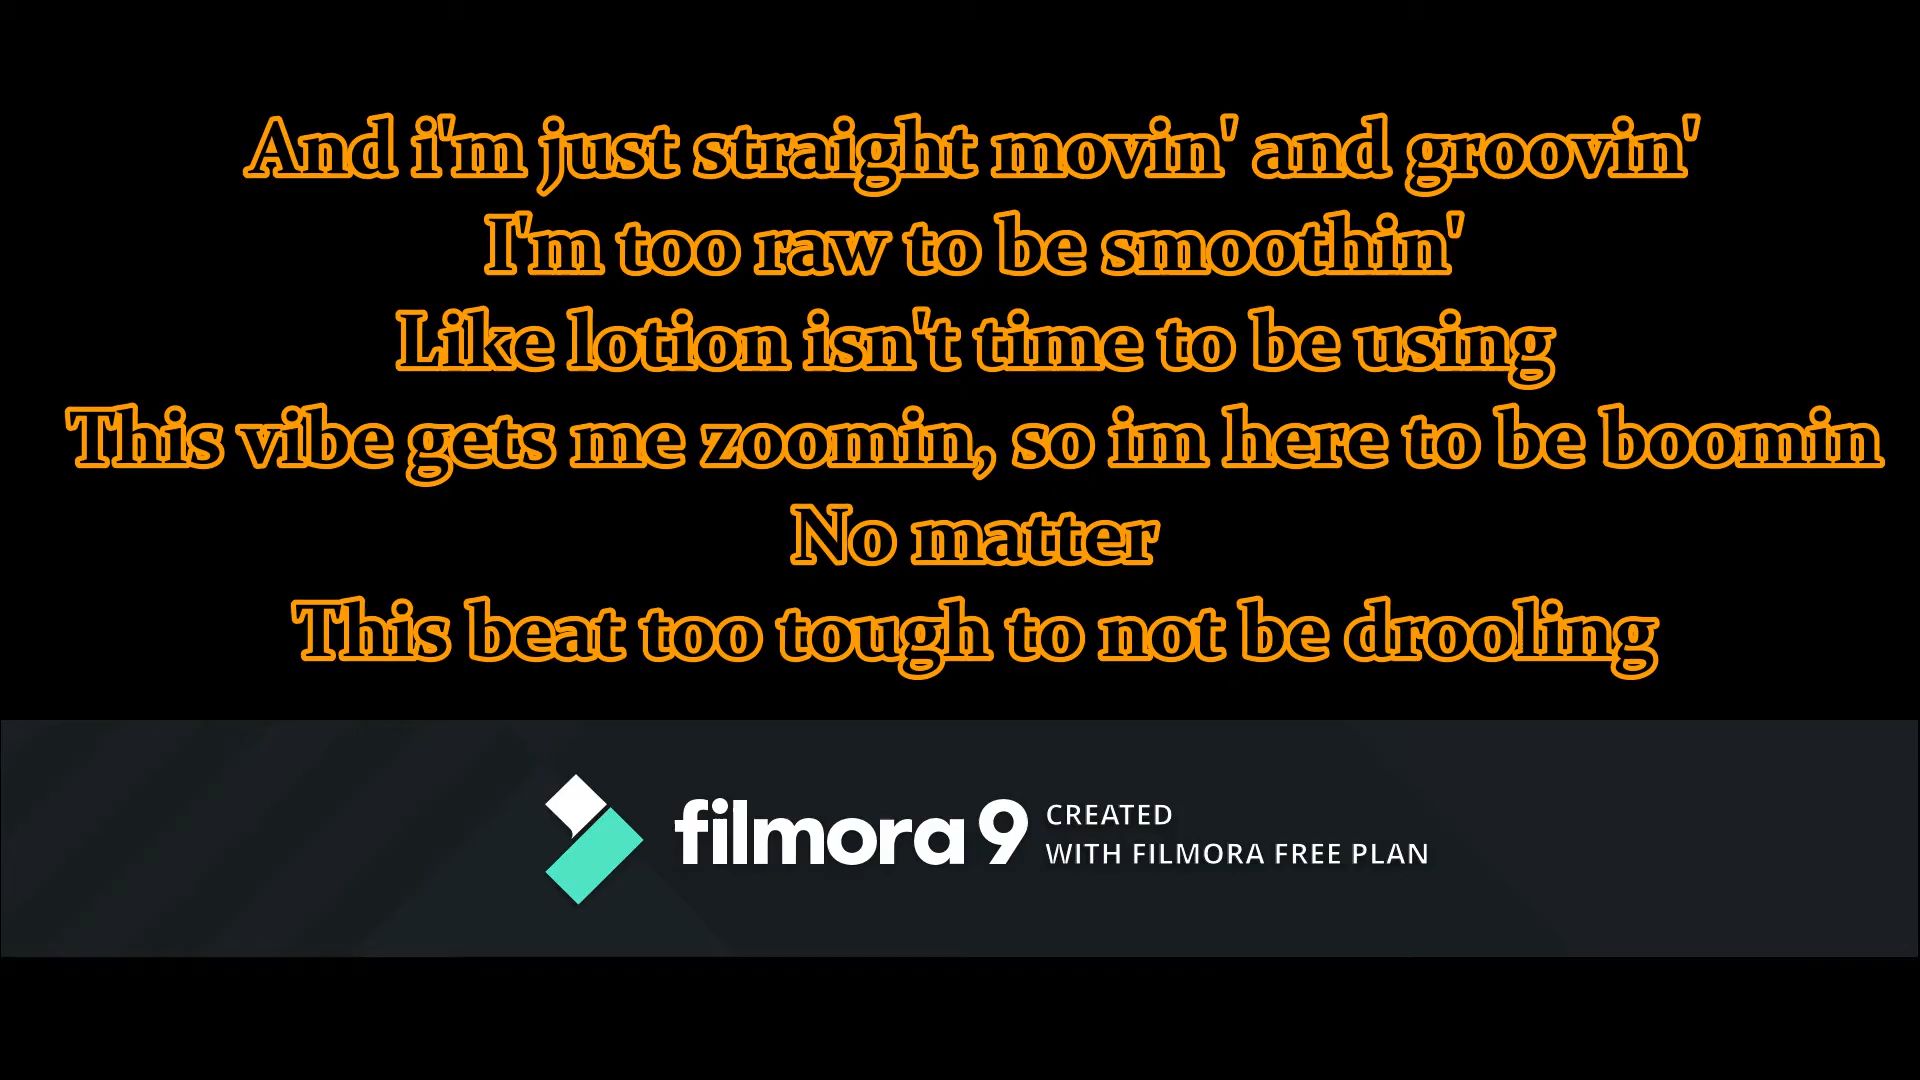 And i'm just straight movin' and groovin'
I'm too raw to be smoothin'
Like lotion isn't time to be using
This vibe gets me zoomin, so im here to be boomin
No matter
This beat too tough to not be drooling
filmora 9
CREATED
WITH FILMORA FREE PLAN